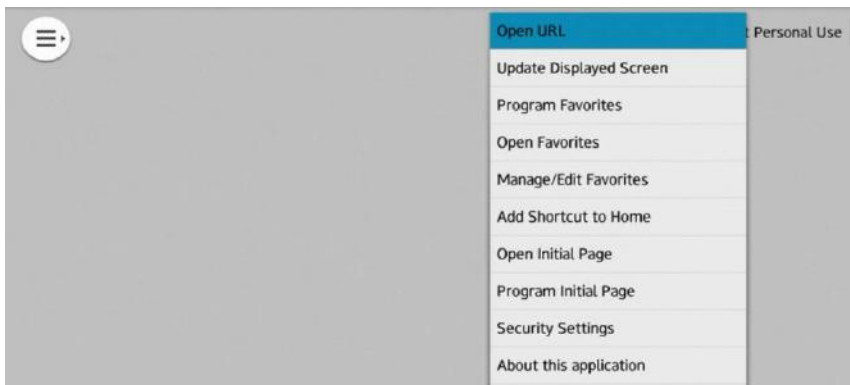 Open URL
t Personal Use
Update Displayed Screen
Program Favorites
Open Favorites
Manage/Edit Favorites
Add Shortcut to Home
Open Initial Page
Program Initial Page
Security Settings
About this application